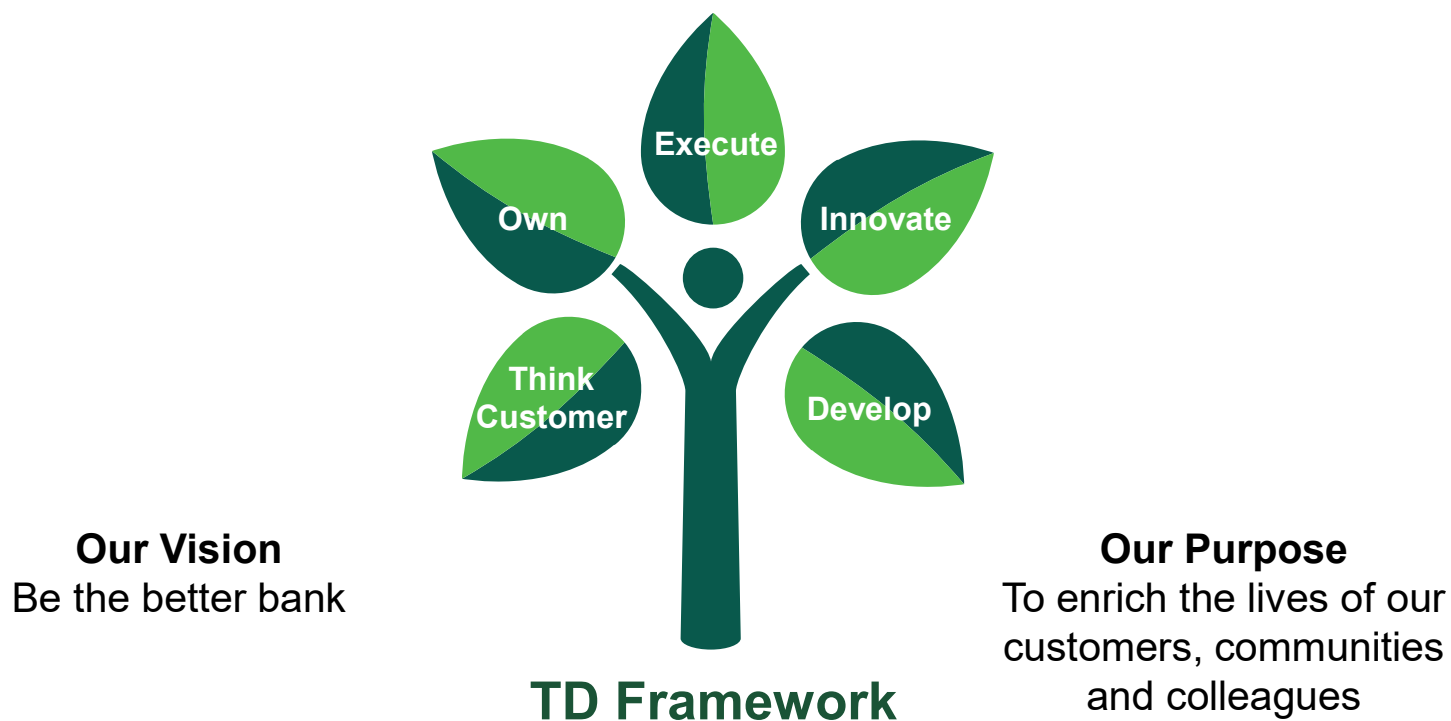 Execute
Own
Innovate
Think
Customer
Develop
Our Vision
Be the better bank
Our Purpose
To enrich the lives of our
customers, communities
and colleagues
TD Framework